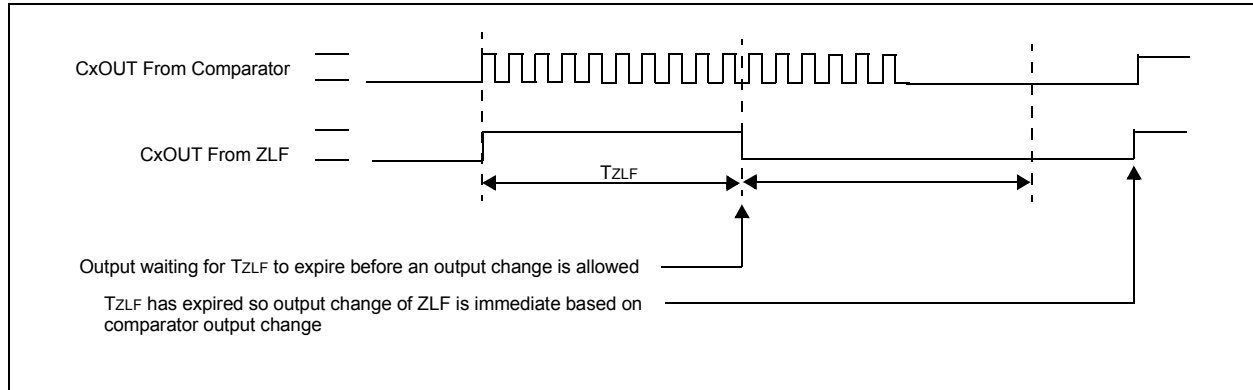 CxOUT From Comparator
CxOUT From ZLF
TZLF
Output waiting for TZLF to expire before an output change is allowed
TZLF has expired so output change of ZLF is immediate based on
comparator output change